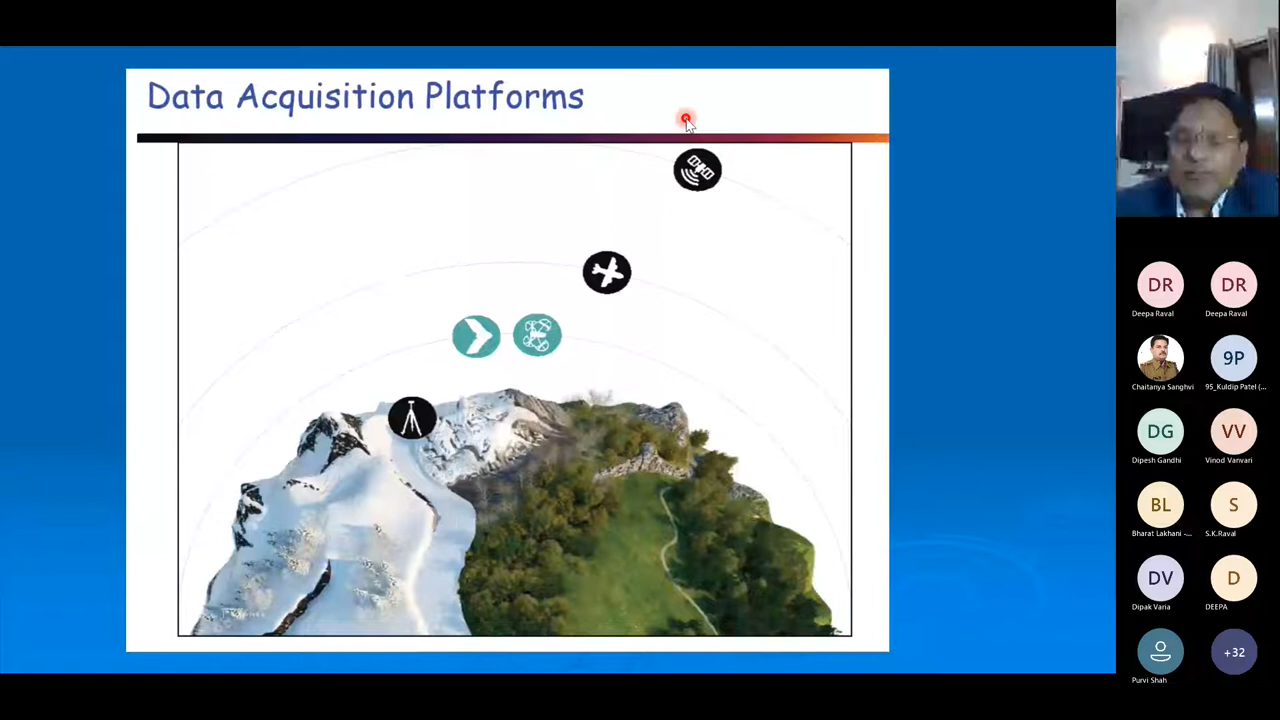 Data Acquisition Platforms
DR
DR
Deepa Raval
Deepa Raval
9P
Chaitanya Sanghvi
95_Kuldip Patel (...
DG
VV
Dipesh Gandhi
Vinod Vanvari
BL
S
Bharat Lakhani -...
S.K.Raval
DV
D
Dipak Varia
DEEPA
+32
Purvi Shah